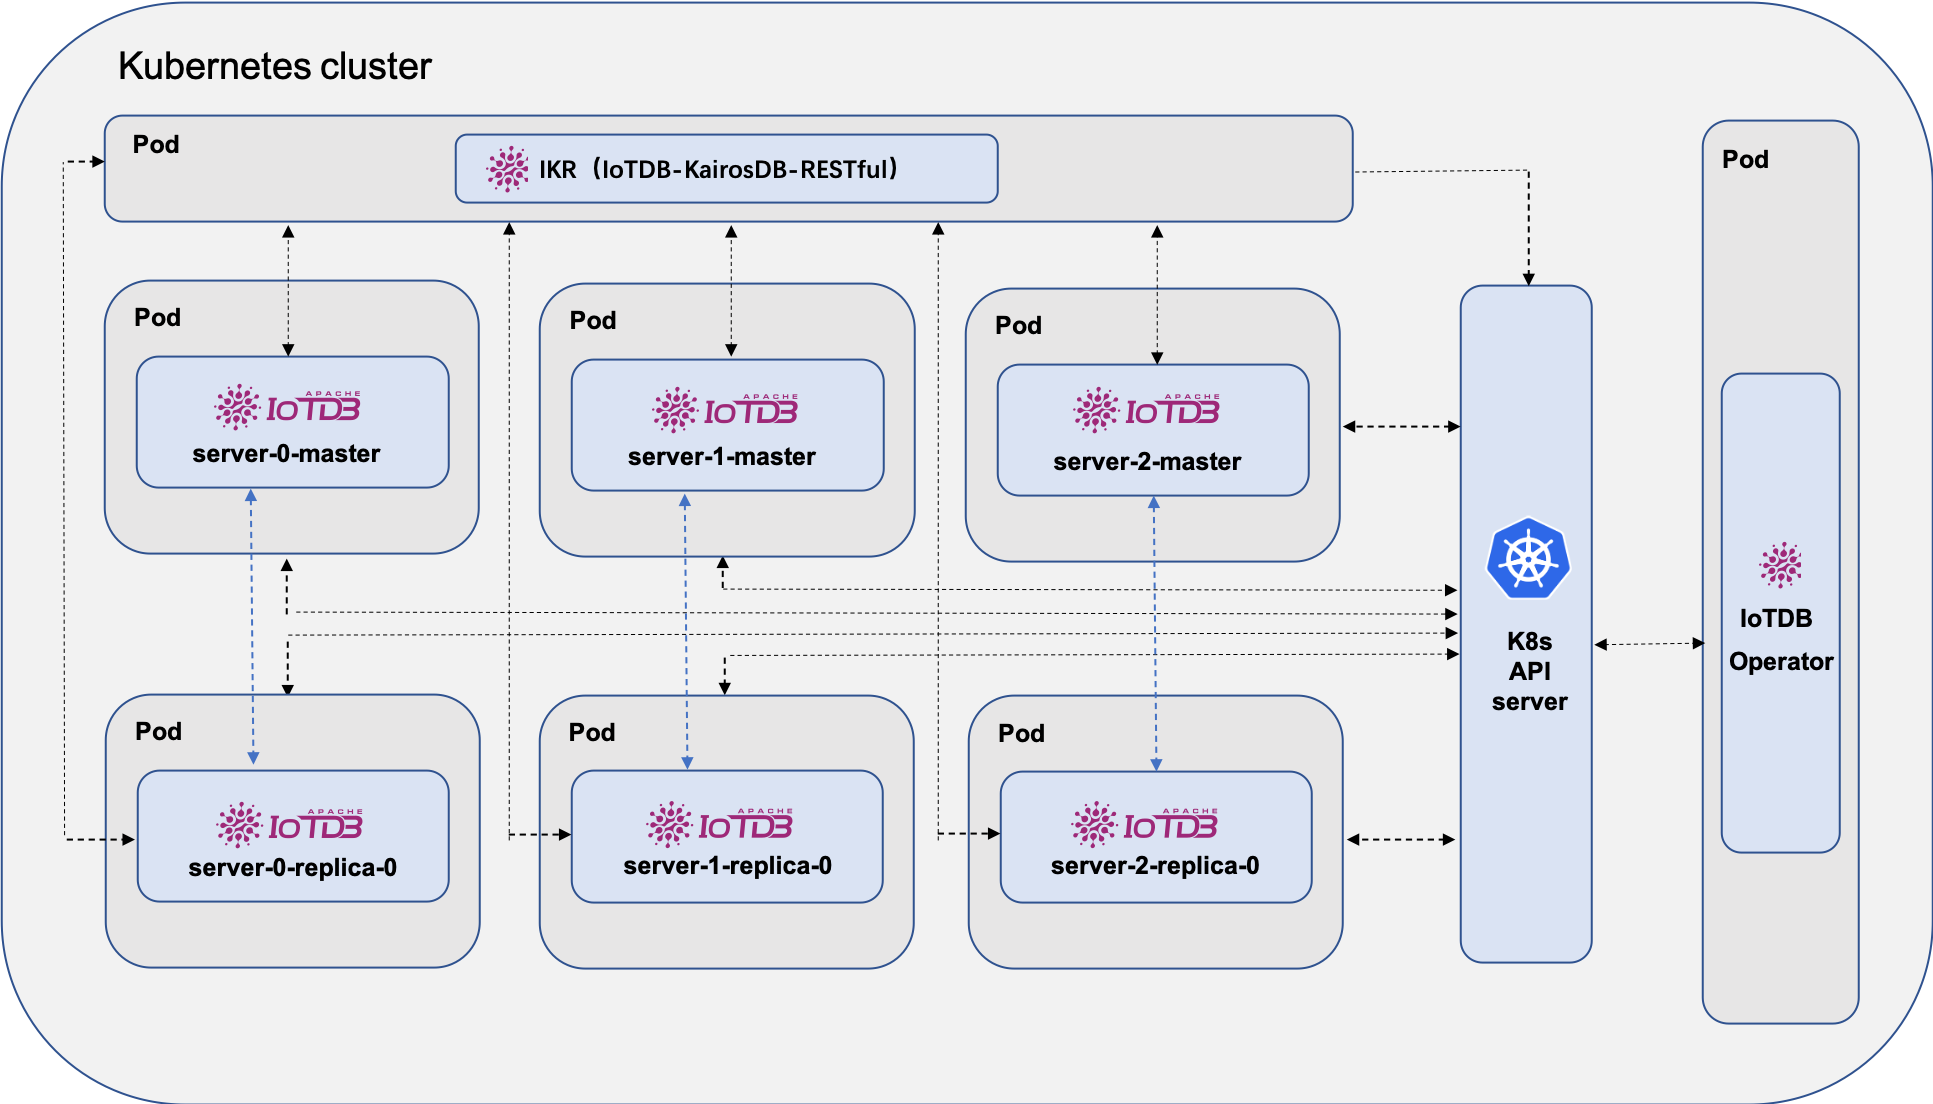 Kubernetes cluster
Pod
IKR（IoTDB-KairosDB-RESTful）
Pod
Pod
APACHE
IoTDB
server-0-master
Pod
APACHE
IoTDB
server-1-master
Pod
APACHE
IoTDB
server-2-master
Pod
APACHE
IoTDB
server-0-replica-0
Pod
APACHE
IoTDB
server-1-replica-0
Pod
APACHE
IoTDB
server-2-replica-0
K8s
API
server
IoTDB
Operator